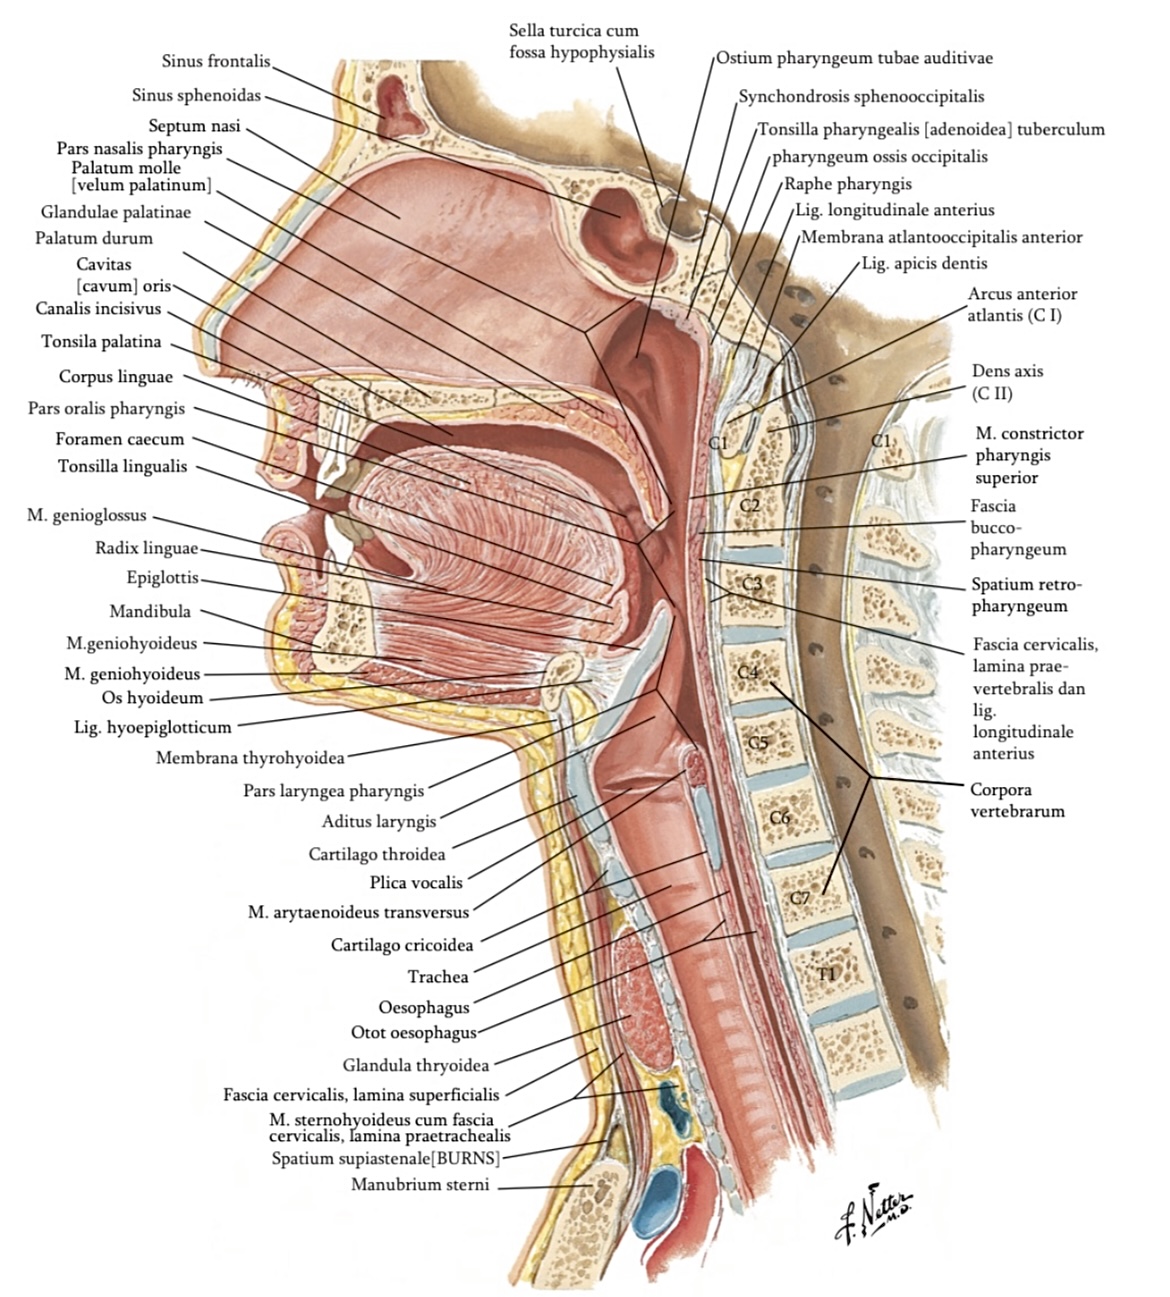 Sella turcica cum
fossa hypophysialis
Sinus frontalis
Sinus sphenoidas
Septum nasi
Pars nasalis pharyngis
Palatum molle
[velum palatinum]
Glandulae palatinae
Palatum durum
Cavitas
[cavum] oris
Canalis incisivus
Tonsila palatina
Corpus linguae
Pars oralis pharyngis
Foramen caecum
Tonsilla lingualis
M. genioglossus
Radix linguae
Epiglottis
Mandibula
M.geniohyoideus
M. geniohyoideus
Os hyoideum
Lig. hyoepiglotticum
Membrana thyrohyoidea
Pars laryngea pharyngis
Aditus laryngis
Cartilago throidea
Plica vocalis
M. arytaenoideus transversus
Cartilago cricoidea
Trachea
Oesophagus
Otot oesophagus
Glandula thryoidea
Fascia cervicalis, lamina superficialis
M. sternohyoideus cum fascia
cervicalis, lamina praetrachealis
Spatium supiastenale[BURNS]
Manubrium sterni
Ostium pharyngeum tubae auditivae
Synchondrosis sphenooccipitalis
Tonsilla pharyngealis [adenoidea] tuberculum
pharyngeum ossis occipitalis
Raphe pharyngis
Lig. longitudinale anterius
Membrana atlantooccipitalis anterior
Lig. apicis dentis
Arcus anterior
atlantis (C I)
Dens axis
(C II)
M. constrictor
pharyngis
superior
Fascia
bucco-
pharyngeum
Spatium retro-
pharyngeum
Fascia cervicalis,
lamina prae-
vertebralis dan
lig.
longitudinale
anterius
Corpora
vertebrarum
C1
C1
C2
C3
C4
C5
C6
C7
T1
F. Netter
M.D.